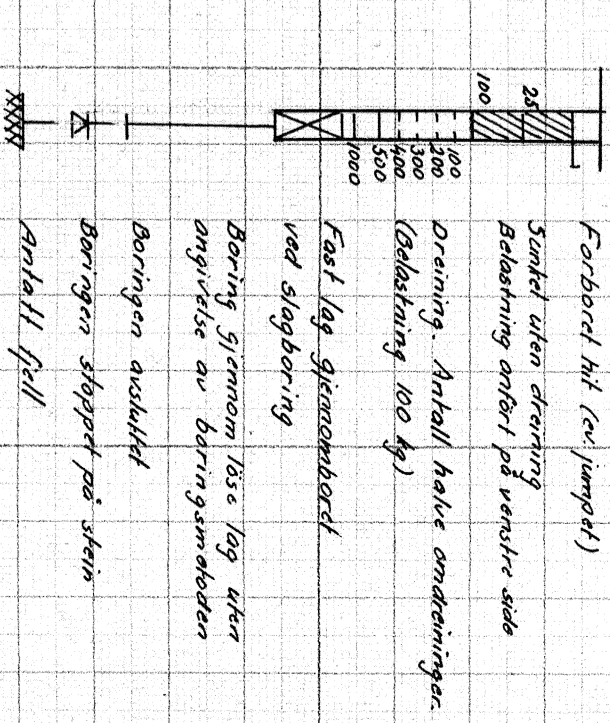 Forboret hit (ev. jumpet)
25
100
Sunket uten dreining
Belastning anført på venstre side
100
200
300
400
500
1000
Dreining. Antall halve omdreininger.
(Belastning 100 kg)
Fast lag gjennomboret
ved slagboring
Boring gjennom löse lag uten
angivelse av boringsmetoden
Boringen avsluttet
Boringen stoppet på stein
Antatt fjell